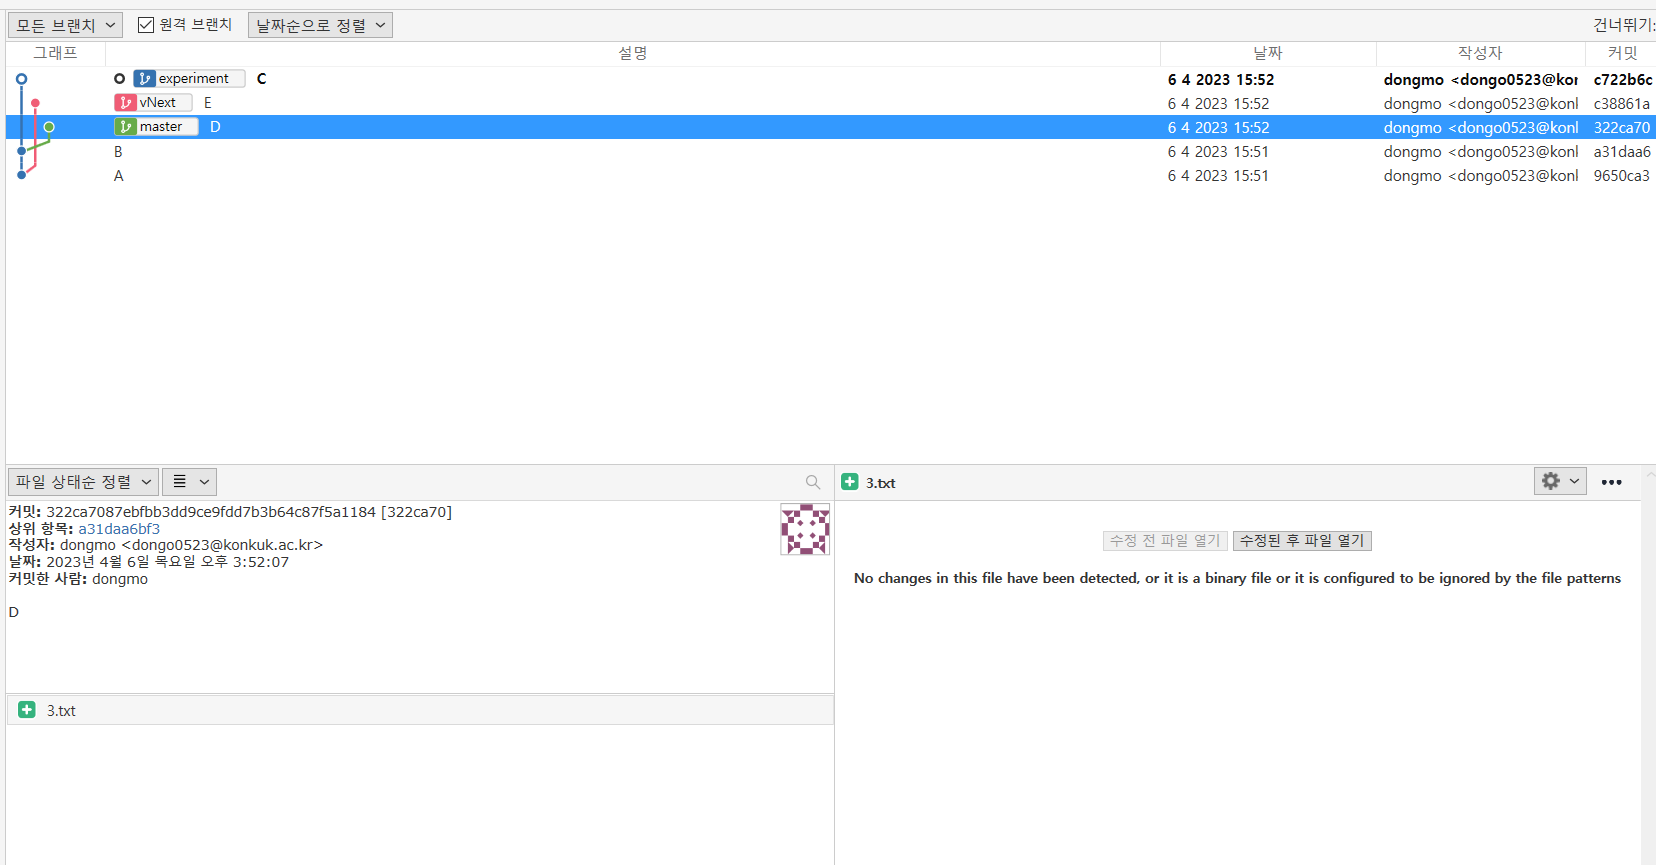 모든 브랜치 원격 브랜치 날짜순으로 정렬 건너뛰기:
그래프 설명 날짜 작성자 커밋
experiment C 6 4 2023 15:52 dongmo <dongo0523@kon c722b6c
vNext E 6 4 2023 15:52 dongmo <dongo0523@konl c38861a
master D 6 4 2023 15:52 dongmo <dongo0523@konl 322ca70
B 6 4 2023 15:51 dongmo <dongo0523@konl a31daa6
A 6 4 2023 15:51 dongmo <dongo0523@konl 9650ca3
파일 상태순 정렬
3.txt
커밋: 322ca7087ebfbb3dd9ce9fdd7b3b64c87f5a1184 [322ca70]
상위 항목: a31daa6bf3
작성자: dongmo <dongo0523@konkuk.ac.kr>
날짜: 2023년 4월 6일 목요일 오후 3:52:07
커밋한 사람: dongmo
D
3.txt
수정 전 파일 열기 수정된 후 파일 열기
No changes in this file have been detected, or it is a binary file or it is configured to be ignored by the file patterns